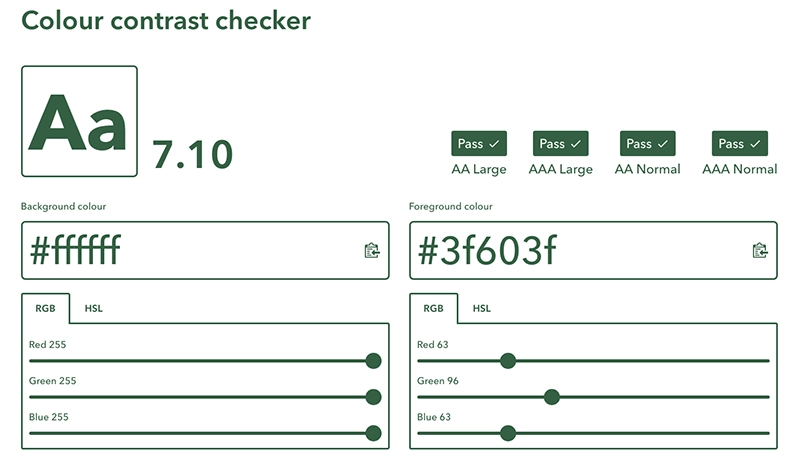 Colour contrast checker
Aa
7.10
Pass ✓ Pass ✓ Pass ✓ Pass ✓
AA Large AAA Large AA Normal AAA Normal
Background colour
#ffffff
RGB HSL
Red 255
Green 255
Blue 255
Foreground colour
#3f603f
RGB HSL
Red 63
Green 96
Blue 63